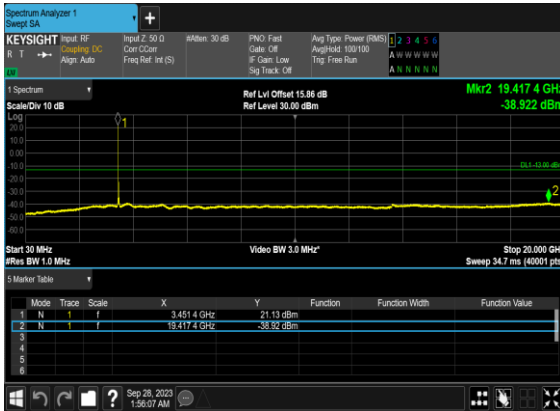 Spectrum Analyzer 1
Swept SA
+
KEYSIGHT Input: RF Input Z: 50 Ω #Atten: 30 dB PNO: Fast Avg Type: Power (RMS) 1 2 3 4 5 6
R T Coupling: DC Corr CCorr Gate: Off Avg|Hold: 100/100 A W W W W W
Align: Auto Freq Ref: Int (S) IF Gain: Low Trig: Free Run
Sig Track: Off A N N N N N
1 Spectrum Ref Lvl Offset 15.86 dB Mkr2 19.417 4 GHz
Scale/Div 10 dB Ref Level 30.00 dBm -38.922 dBm
Log
20.0 1
10.0
0.00
-10.0 DL1 -13.00 dBm
-20.0
-30.0 2
-40.0
-50.0
-60.0
Start 30 MHz Video BW 3.0 MHz* Stop 20.000 GH
#Res BW 1.0 MHz Sweep 34.7 ms (40001 pts
5 Marker Table
Mode Trace Scale X Y Function Function Width Function Value
1 N 1 f 3.451 4 GHz 21.13 dBm
2 N 1 f 19.417 4 GHz -38.92 dBm
3
4
5
6
? Sep 28, 2023
1:56:07 AM